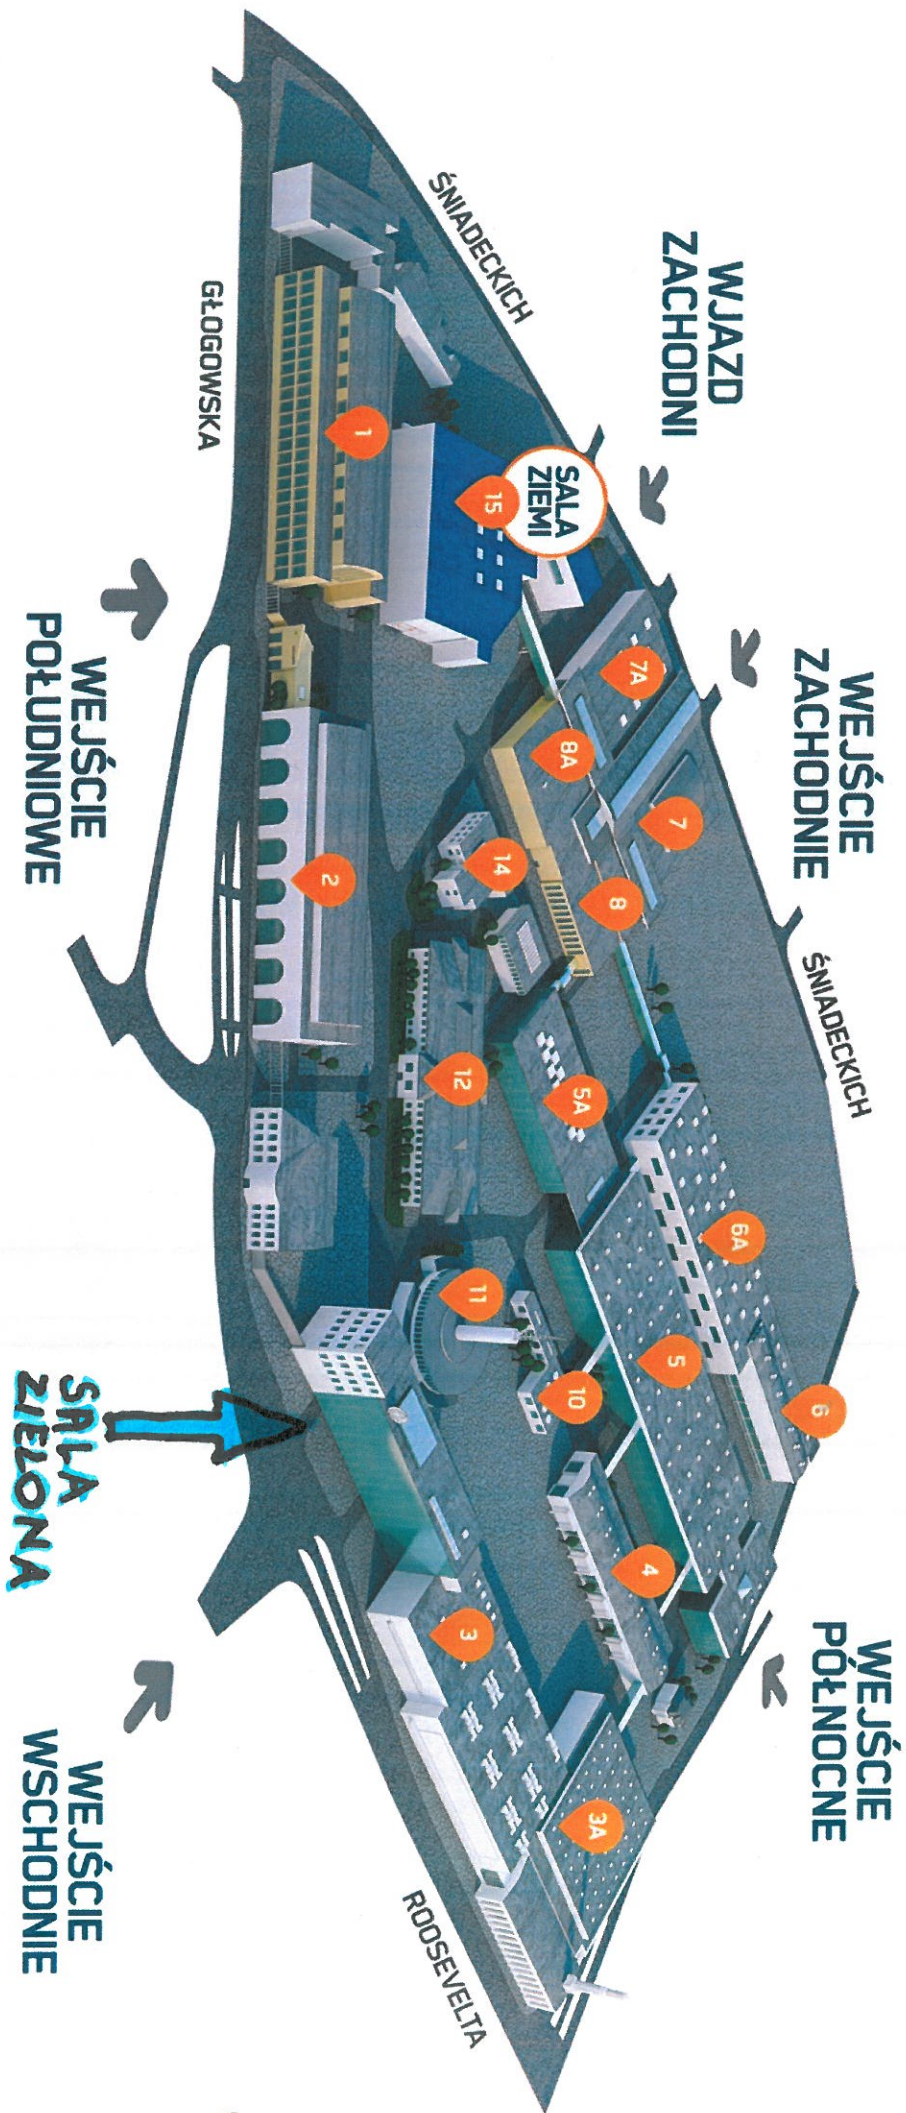 WJAZD
ZACHODNI
WEJŚCIE
ZACHODNIE
WEJŚCIE
PÓŁNOCNE
ŚNIADECKICH
ŚNIADECKICH
SALA
ZIEMI
15
7A
7
8A
8
6A
6
5A
5
1
14
12
11
10
4
3A
2
3
GŁOGOWSKA
ROOSEVELTA
WEJŚCIE
POŁUDNIOWE
SALA
ZIELONA
WEJŚCIE
WSCHODNIE